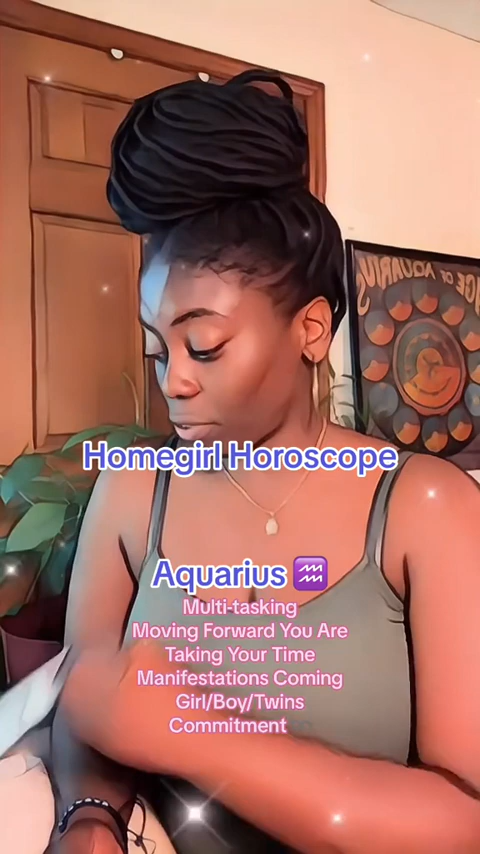 AGE OF AQUARIUS
Homegirl Horoscope
Aquarius ♒
Multi-tasking
Moving Forward You Are
Taking Your Time
Manifestations Coming
Girl/Boy/Twins
Commitment